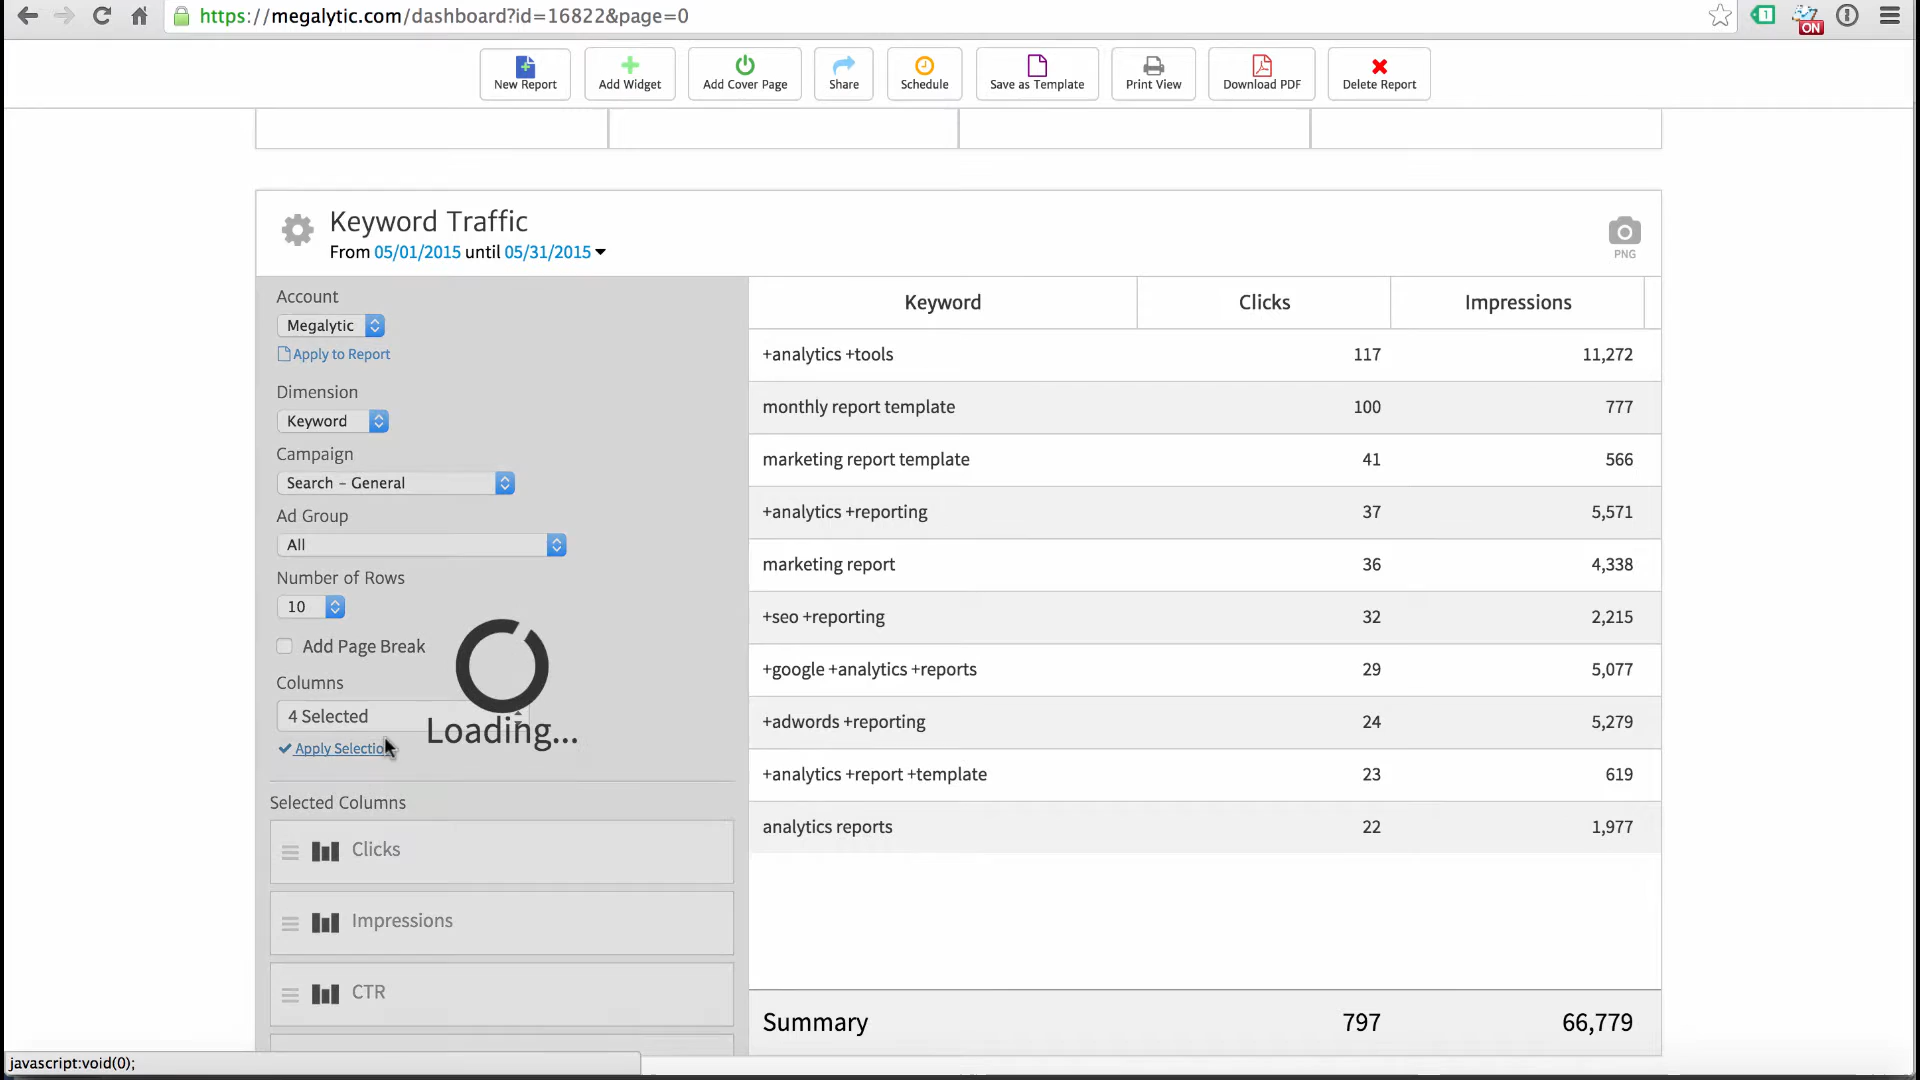 https://megalytic.com/dashboard?id=16822&page=0
1
ON
New Report
Add Widget
Add Cover Page
Share
Schedule
Save as Template
Print View
Download PDF
Delete Report
Keyword Traffic
From 05/01/2015 until 05/31/2015
PNG
Account
Megalytic
Apply to Report
Dimension
Keyword
Campaign
Search – General
Ad Group
All
Number of Rows
10
Add Page Break
Columns
4 Selected
Loading...
Apply Selection
Selected Columns
Clicks
Impressions
CTR
Keyword Clicks Impressions
+analytics +tools 117 11,272
monthly report template 100 777
marketing report template 41 566
+analytics +reporting 37 5,571
marketing report 36 4,338
+seo +reporting 32 2,215
+google +analytics +reports 29 5,077
+adwords +reporting 24 5,279
+analytics +report +template 23 619
analytics reports 22 1,977
Summary 797 66,779
javascript:void(0);